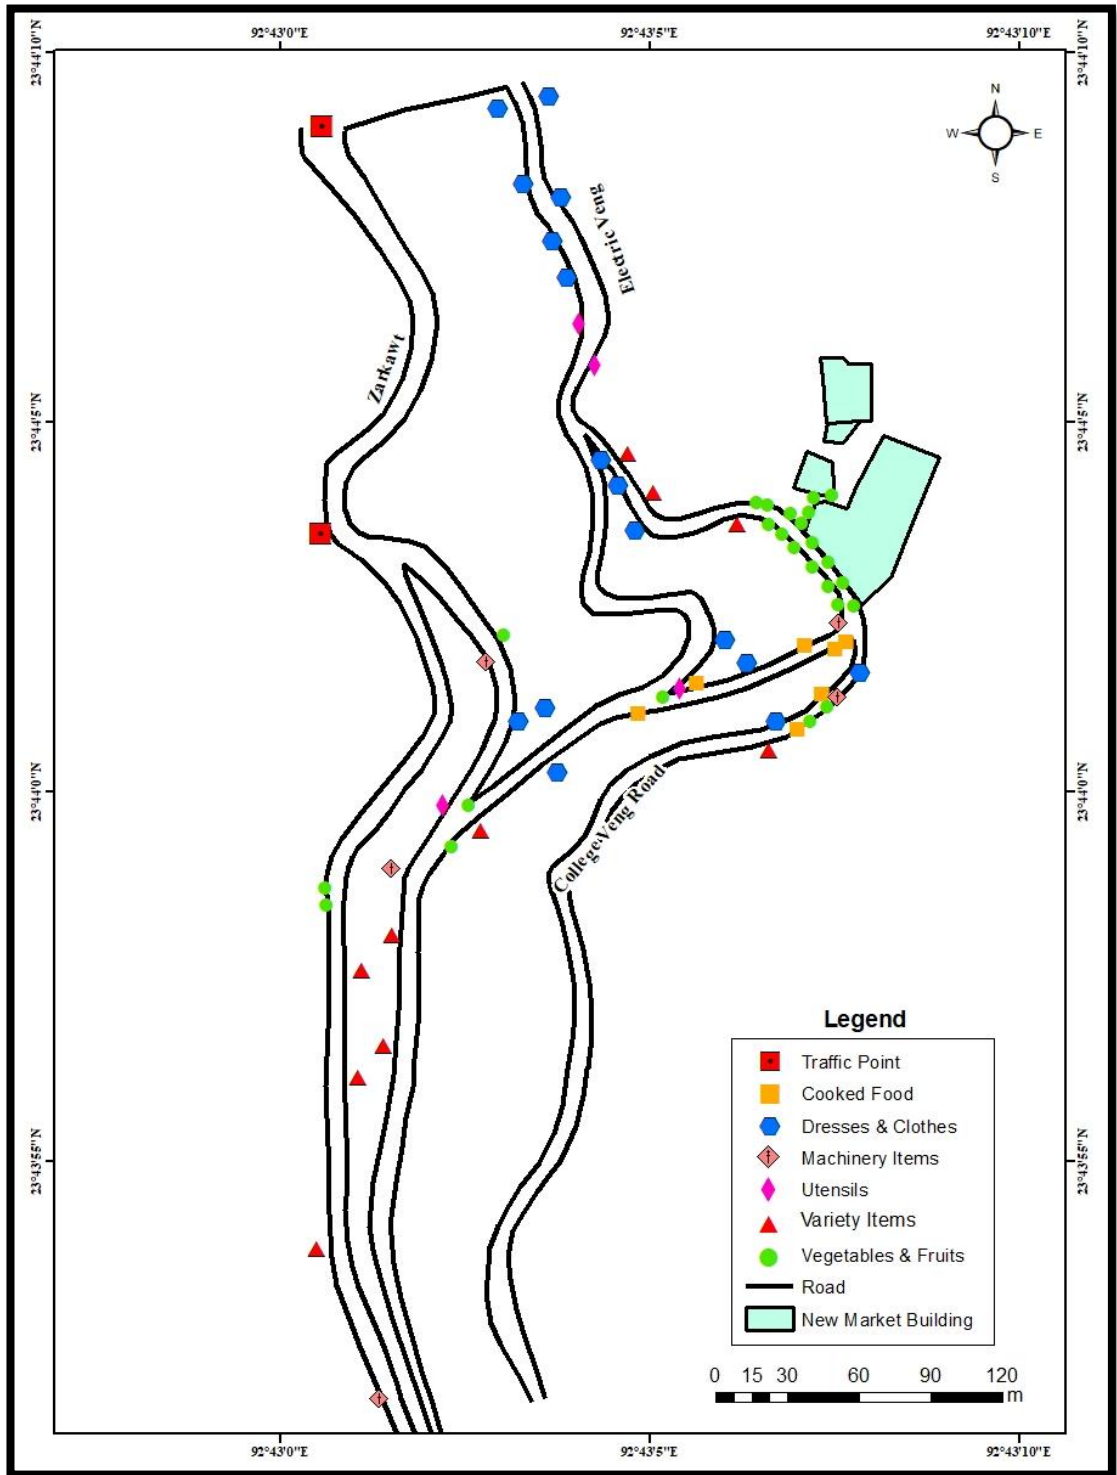 92°43'0"E 92°43'5"E 92°43'10"E
23°44'10"N 23°44'10"N
N
W E
S
Electric Veng
Zarkawt
23°44'5"N 23°44'5"N
23°44'0"N 23°44'0"N
College Veng Road
23°43'55"N 23°43'55"N
Legend
Traffic Point
Cooked Food
Dresses & Clothes
Machinery Items
Utensils
Variety Items
Vegetables & Fruits
Road
New Market Building
0 15 30 60 90 120
m
92°43'0"E 92°43'5"E 92°43'10"E